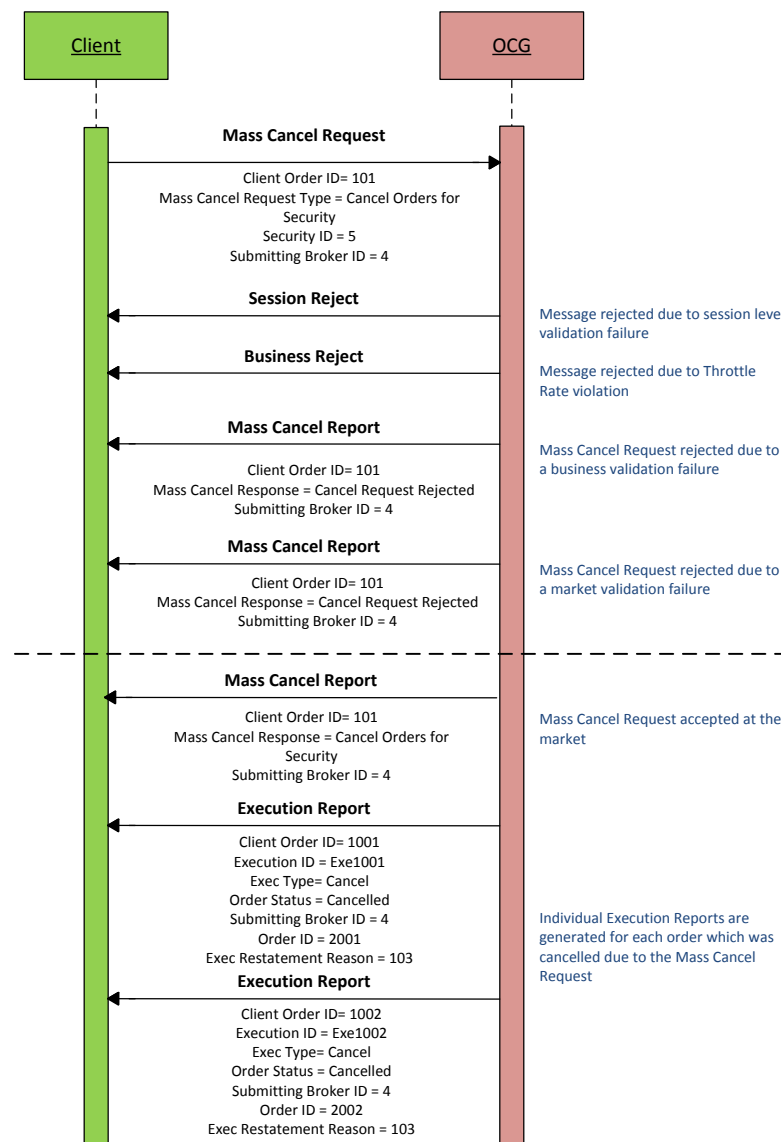 Client
OCG
Mass Cancel Request
Client Order ID= 101
Mass Cancel Request Type = Cancel Orders for
Security
Security ID = 5
Submitting Broker ID = 4
Session Reject
Message rejected due to session leve
validation failure
Business Reject
Message rejected due to Throttle
Rate violation
Mass Cancel Report
Mass Cancel Request rejected due to
a business validation failure
Client Order ID= 101
Mass Cancel Response = Cancel Request Rejected
Submitting Broker ID = 4
Mass Cancel Report
Mass Cancel Request rejected due to
a market validation failure
Client Order ID= 101
Mass Cancel Response = Cancel Request Rejected
Submitting Broker ID = 4
Mass Cancel Report
Client Order ID= 101
Mass Cancel Response = Cancel Orders for
Security
Submitting Broker ID = 4
Mass Cancel Request accepted at the
market
Execution Report
Client Order ID= 1001
Execution ID = Exe1001
Exec Type= Cancel
Order Status = Cancelled
Submitting Broker ID = 4
Order ID = 2001
Exec Restatement Reason = 103
Individual Execution Reports are
generated for each order which was
cancelled due to the Mass Cancel
Request
Execution Report
Client Order ID= 1002
Execution ID = Exe1002
Exec Type= Cancel
Order Status = Cancelled
Submitting Broker ID = 4
Order ID = 2002
Exec Restatement Reason = 103